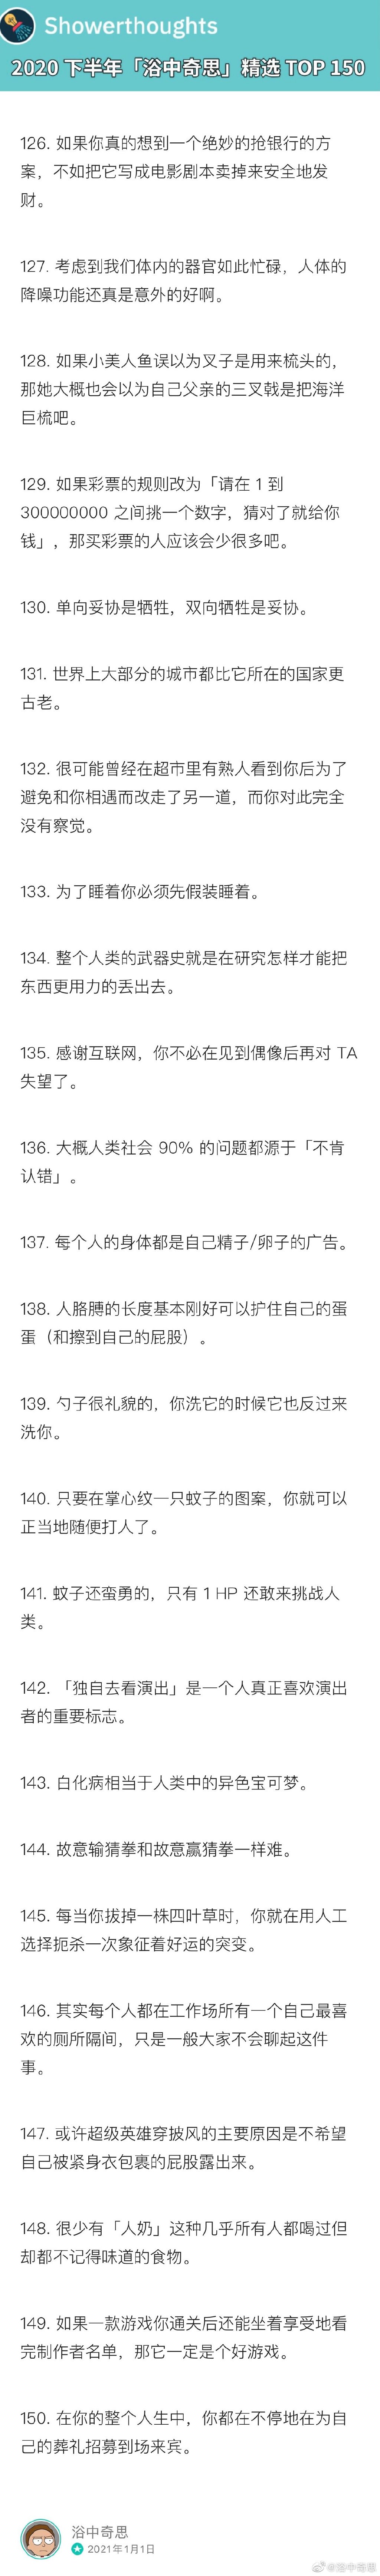 Showerthoughts
2020 下半年「浴中奇思」精选 TOP 150
126. 如果你真的想到一个绝妙的抢银行的方
案，不如把它写成电影剧本卖掉来安全地发
财。
127. 考虑到我们体内的器官如此忙碌，人体的
降噪功能还真是意外的好啊。
128. 如果小美人鱼误以为叉子是用来梳头的，
那她大概也会以为自己父亲的三叉戟是把海洋
巨梳吧。
129. 如果彩票的规则改为「请在 1 到
300000000 之间挑一个数字，猜对了就给你
钱」，那买彩票的人应该会少很多吧。
130. 单向妥协是牺牲，双向牺牲是妥协。
131. 世界上大部分的城市都比它所在的国家更
古老。
132. 很可能曾经在超市里有熟人看到你后为了
避免和你相遇而改走了另一道，而你对此完全
没有察觉。
133. 为了睡着你必须先假装睡着。
134. 整个人类的武器史就是在研究怎样才能把
东西更用力的丢出去。
135. 感谢互联网，你不必在见到偶像后再对 TA
失望了。
136. 大概人类社会 90% 的问题都源于「不肯
认错」。
137. 每个人的身体都是自己精子/卵子的广告。
138. 人胳膊的长度基本刚好可以护住自己的蛋
蛋（和擦到自己的屁股）。
139. 勺子很礼貌的，你洗它的时候它也反过来
洗你。
140. 只要在掌心纹一只蚊子的图案，你就可以
正当地随便打人了。
141. 蚊子还蛮勇的，只有 1 HP 还敢来挑战人
类。
142. 「独自去看演出」是一个人真正喜欢演出
者的重要标志。
143. 白化病相当于人类中的异色宝可梦。
144. 故意输猜拳和故意赢猜拳一样难。
145. 每当你拔掉一株四叶草时，你就在用人工
选择扼杀一次象征着好运的突变。
146. 其实每个人都在工作场所有一个自己最喜
欢的厕所隔间，只是一般大家不会聊起这件
事。
147. 或许超级英雄穿披风的主要原因是不希望
自己被紧身衣包裹的屁股露出来。
148. 很少有「人奶」这种几乎所有人都喝过但
却都不记得味道的食物。
149. 如果一款游戏你通关后还能坐着享受地看
完制作者名单，那它一定是个好游戏。
150. 在你的整个人生中，你都在不停地在为自
己的葬礼招募到场来宾。
浴中奇思
2021年1月1日
@浴中奇思